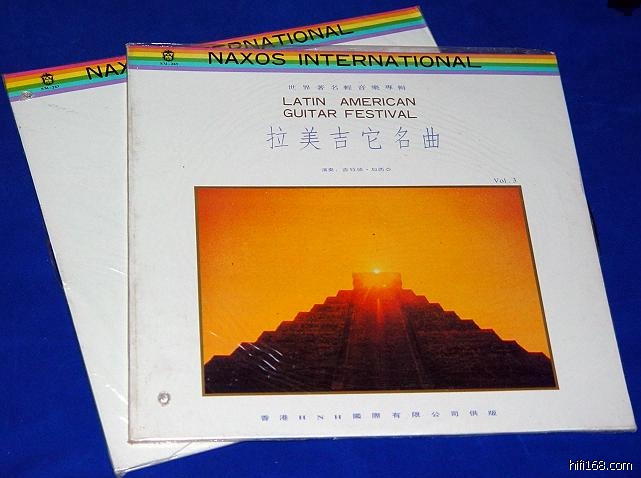 NAXOS INTERNATIONAL
NAXOS INTERNATIONAL
世界著名輕音樂專輯
LATIN AMERICAN
GUITAR FESTIVAL
拉美吉它名曲
Vol. 3
香港HNH國際有限公司供版
hifi168.com